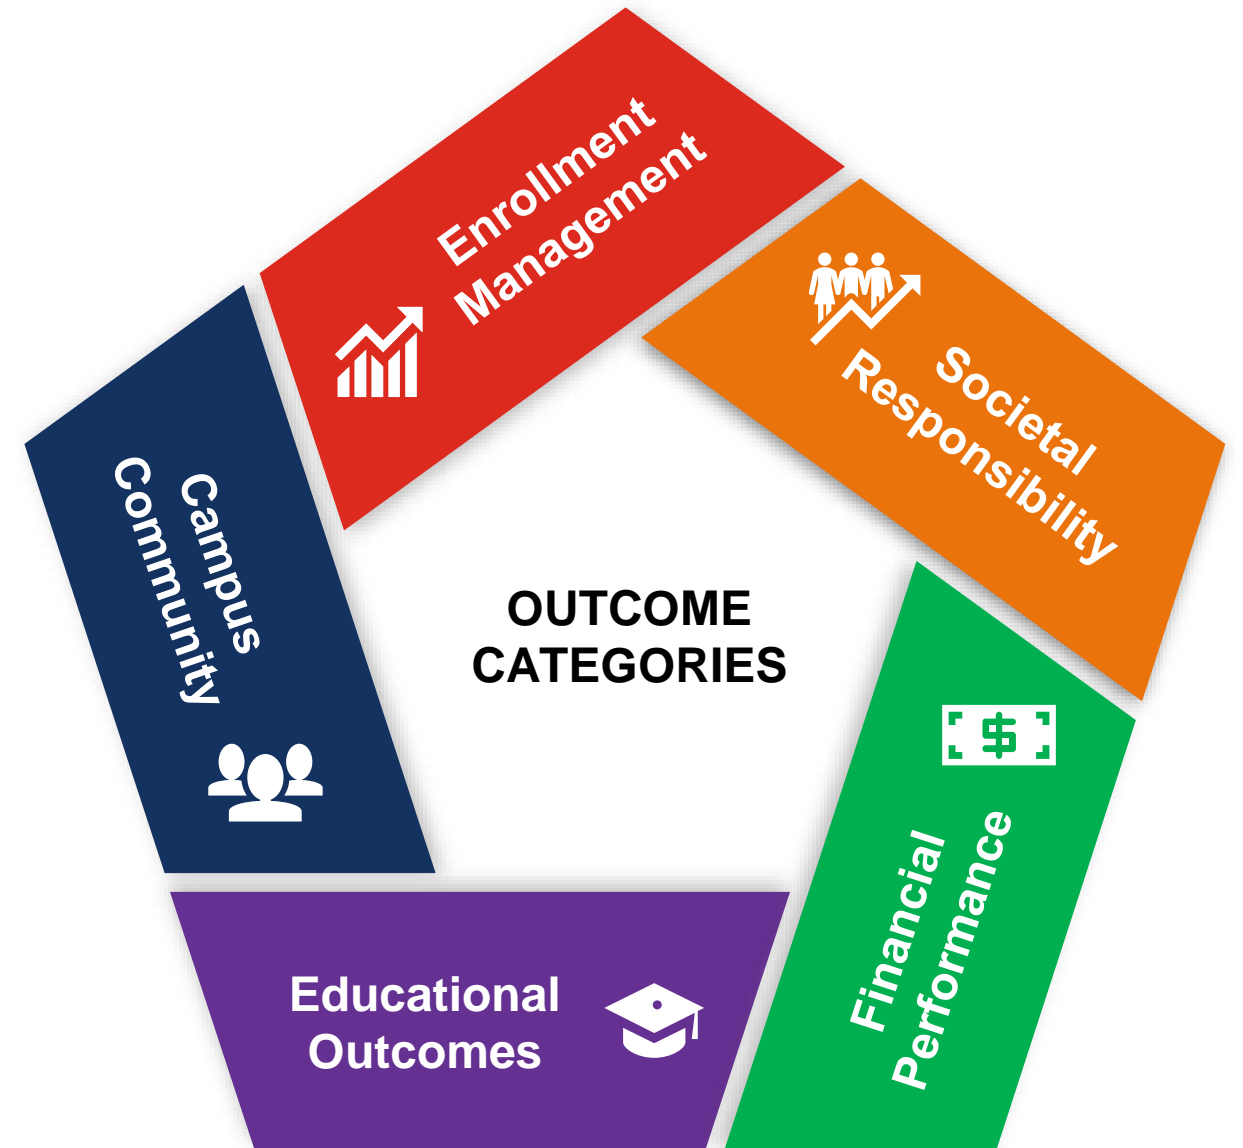 Enrollment
Management
Societal
Responsibility
Campus
Community
OUTCOME
CATEGORIES
Financial
Performance
Educational
Outcomes
$